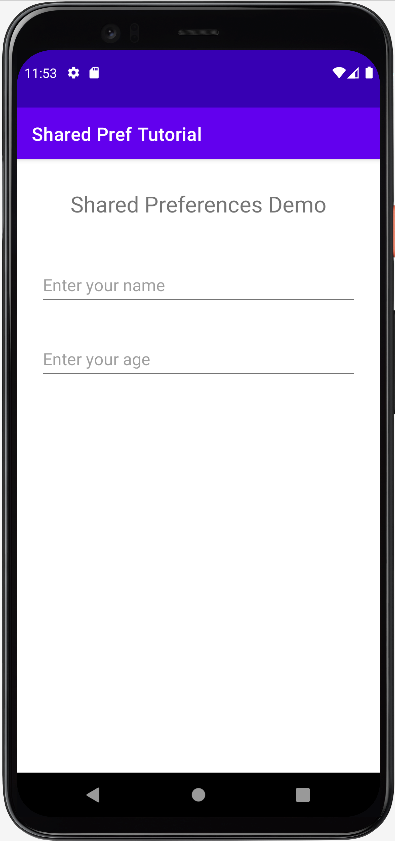 11:53
Shared Pref Tutorial
Shared Preferences Demo
Enter your name
Enter your age